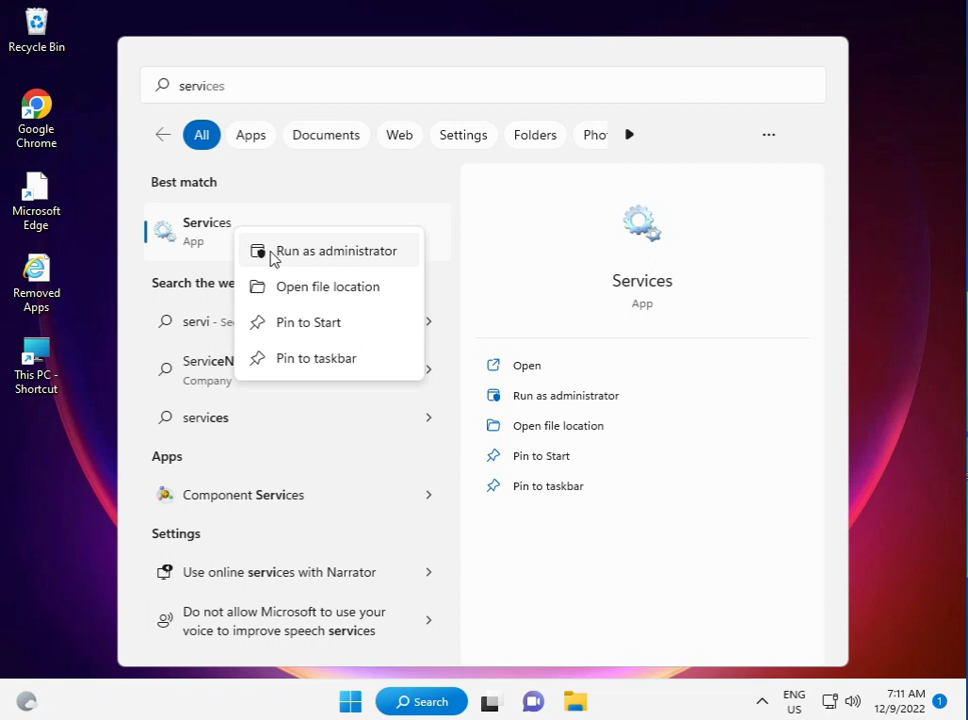 Recycle Bin
Google
Chrome
Microsoft
Edge
Removed
Apps
This PC -
Shortcut
services
All
Apps
Documents
Web
Settings
Folders
Pho
Best match
Services
App
Run as administrator
Open file location
Pin to Start
Pin to taskbar
Search the we
servi - See
ServiceN
Company
services
Apps
Component Services
Settings
Use online services with Narrator
Do not allow Microsoft to use your
voice to improve speech services
Services
App
Open
Run as administrator
Open file location
Pin to Start
Pin to taskbar
Search
ENG
US
7:11 AM
12/9/2022
1